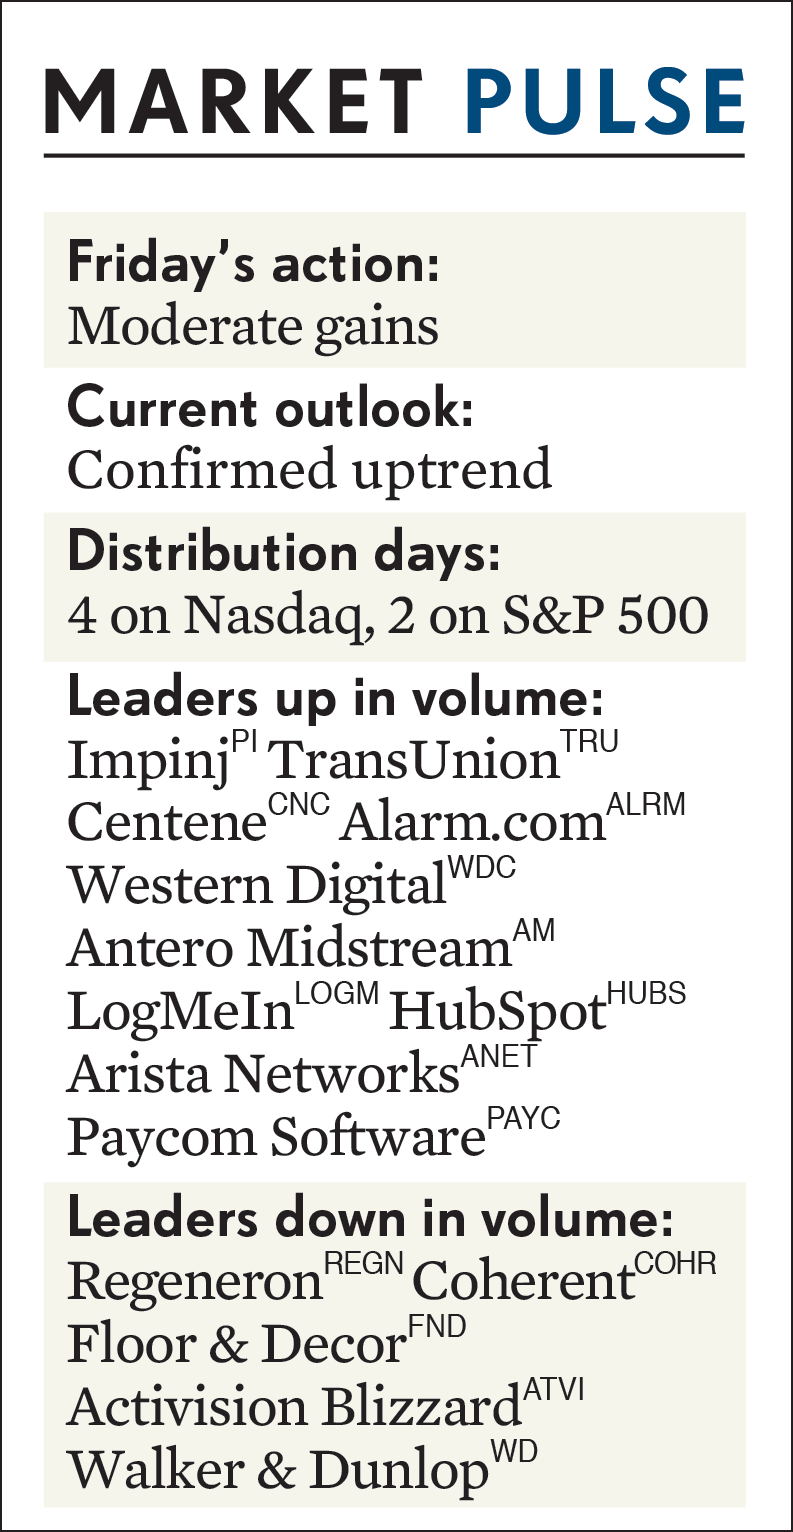 MARKET PULSE
Friday’s action:
Moderate gains
Current outlook:
Confirmed uptrend
Distribution days:
4 on Nasdaq, 2 on S&P 500
Leaders up in volume:
Impinj PI TransUnion TRU
Centene CNC Alarm.com ALRM
Western Digital WDC
Antero Midstream AM
LogMeIn LOGM HubSpot HUBS
Arista Networks ANET
Paycom Software PAYC
Leaders down in volume:
Regeneron REGN Coherent COHR
Floor & Decor FND
Activision Blizzard ATVI
Walker & Dunlop WD